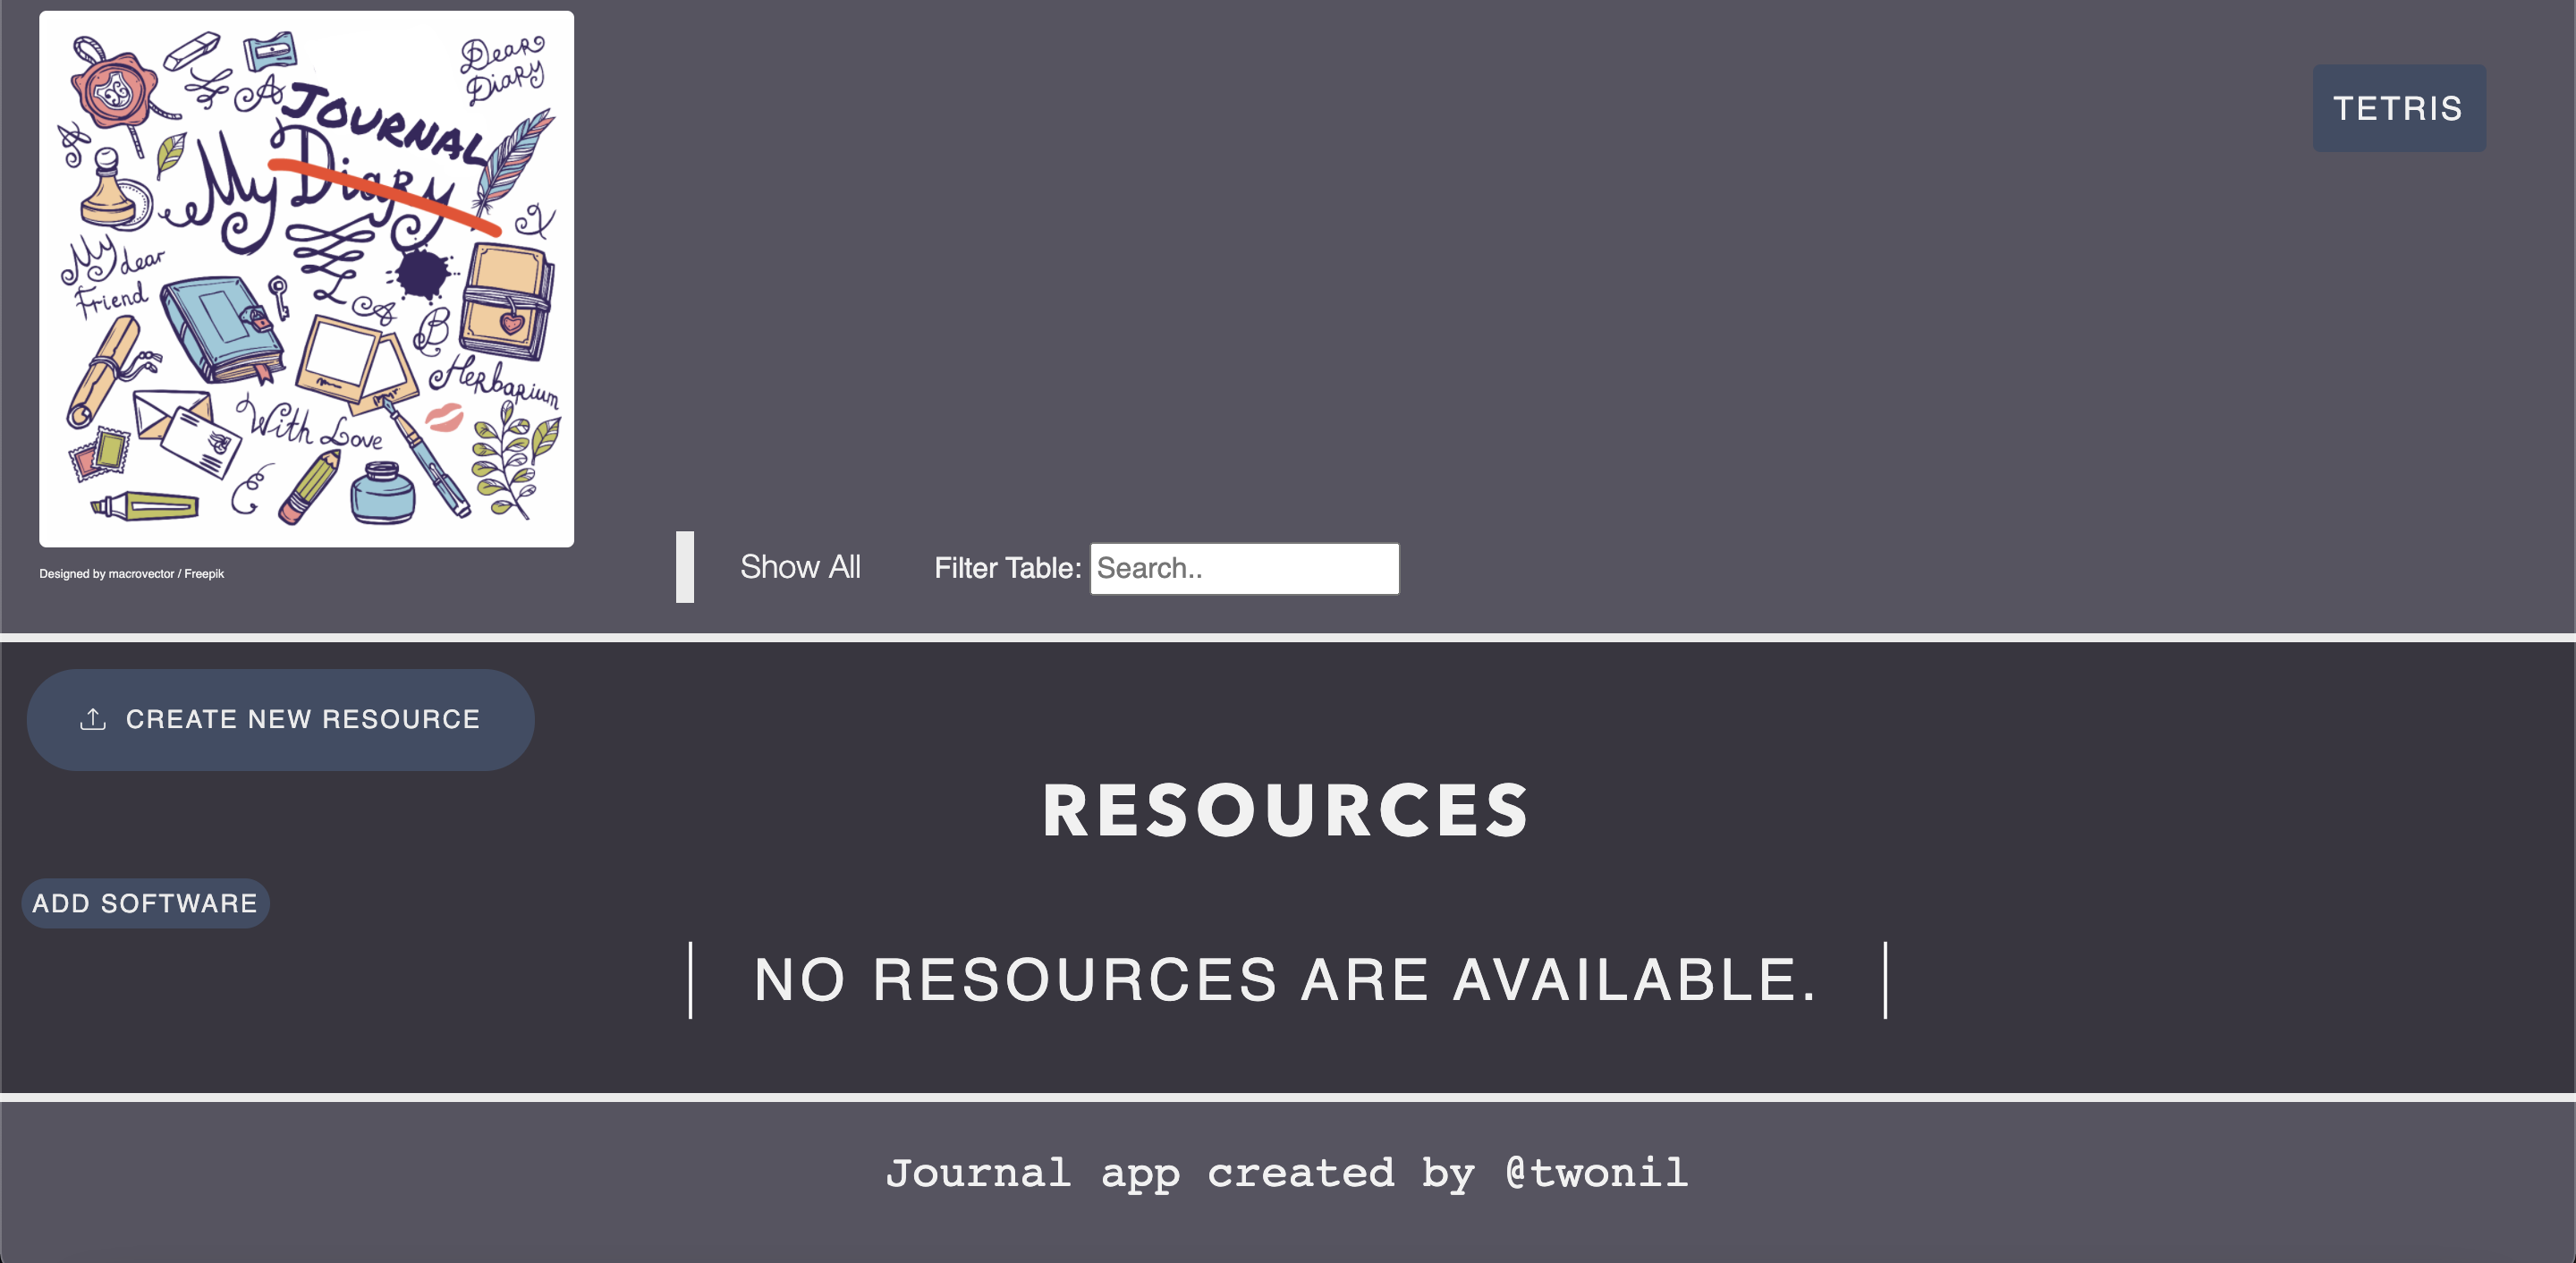 Dear
Diary
A
JOURNAL
A
My Diary
X
My dear
Friend
L
A
B
Herbarium
With Love
Designed by macrovector / Freepik
TETRIS
Show All
Filter Table: Search..
CREATE NEW RESOURCE
RESOURCES
ADD SOFTWARE
NO RESOURCES ARE AVAILABLE.
Journal app created by @twonil